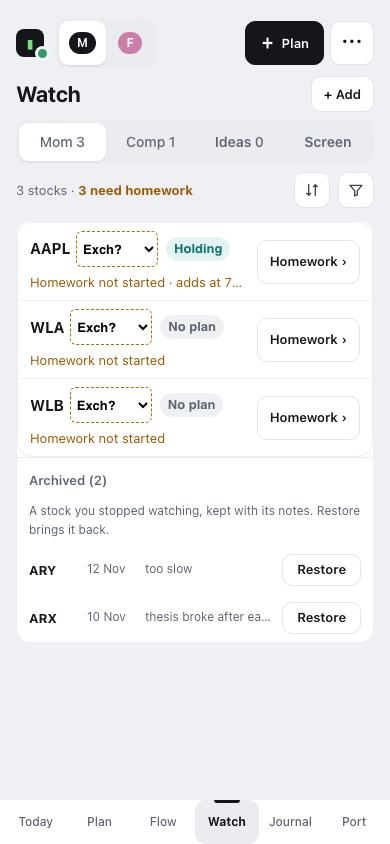 M F + Plan ···
Watch + Add
Mom 3 Comp 1 Ideas 0 Screen
3 stocks · 3 need homework
AAPL Exch? Holding Homework ›
Homework not started · adds at 7...
WLA Exch? No plan Homework ›
Homework not started
WLB Exch? No plan Homework ›
Homework not started
Archived (2)
A stock you stopped watching, kept with its notes. Restore
brings it back.
ARY 12 Nov too slow Restore
ARX 10 Nov thesis broke after ea... Restore
Today Plan Flow Watch Journal Port